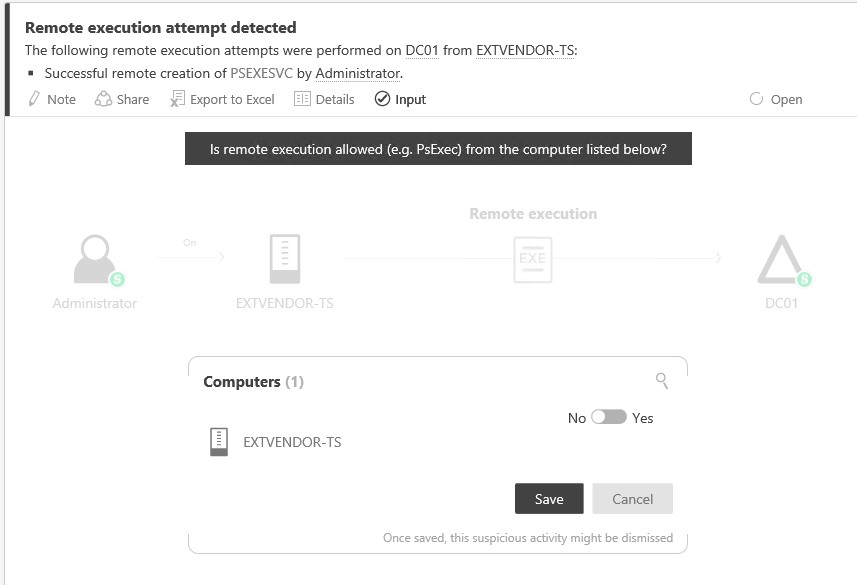 Remote execution attempt detected
The following remote execution attempts were performed on DC01 from EXTVENDOR-TS:
Successful remote creation of PSEXESVC by Administrator.
Note Share Export to Excel Details Input Open
Is remote execution allowed (e.g. PsExec) from the computer listed below?
Remote execution
On
EXE
S
S
Administrator EXTVENDOR-TS DC01
Computers (1)
No Yes
EXTVENDOR-TS
Save Cancel
Once saved, this suspicious activity might be dismissed